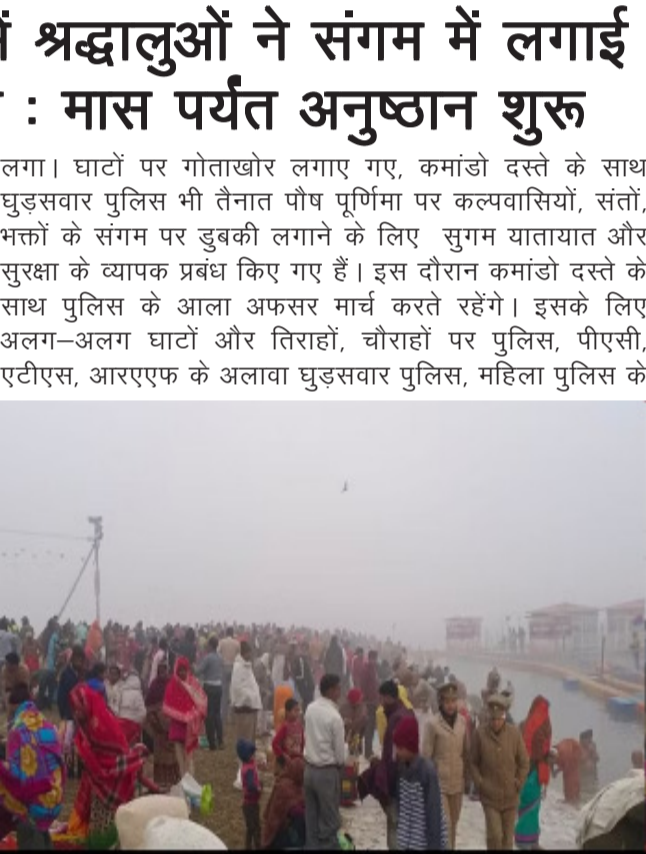 श्रद्धालुओं ने संगम में लगाई
: मास पर्यंत अनुष्ठान शुरू
लगा। घाटों पर गोताखोर लगाए गए, कमांडो दस्ते के साथ
घुड़सवार पुलिस भी तैनात पौष पूर्णिमा पर कल्पवासियों, संतों,
भक्तों के संगम पर डुबकी लगाने के लिए सुगम यातायात और
सुरक्षा के व्यापक प्रबंध किए गए हैं। इस दौरान कमांडो दस्ते के
साथ पुलिस के आला अफसर मार्च करते रहेंगे। इसके लिए
अलग–अलग घाटों और तिराहों, चौराहों पर पुलिस, पीएसी,
एटीएस, आरएएफ के अलावा घुड़सवार पुलिस, महिला पुलिस के